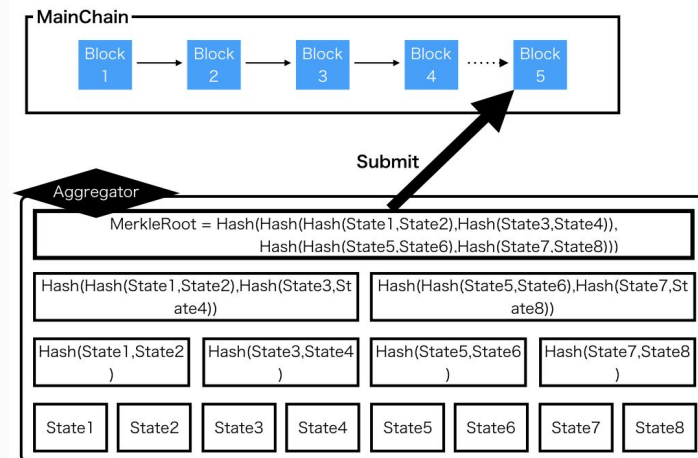 MainChain
Block
1
Block
2
Block
3
Block
4
Block
5
Submit
Aggregator
MerkleRoot = Hash(Hash(Hash(State1,State2),Hash(State3,State4)),
Hash(Hash(State5,State6),Hash(State7,State8)))
Hash(Hash(State1,State2),Hash(State3,St
ate4))
Hash(Hash(State5,State6),Hash(State7,St
ate8))
Hash(State1,State2
)
Hash(State3,State4
)
Hash(State5,State6
)
Hash(State7,State8
)
State1
State2
State3
State4
State5
State6
State7
State8